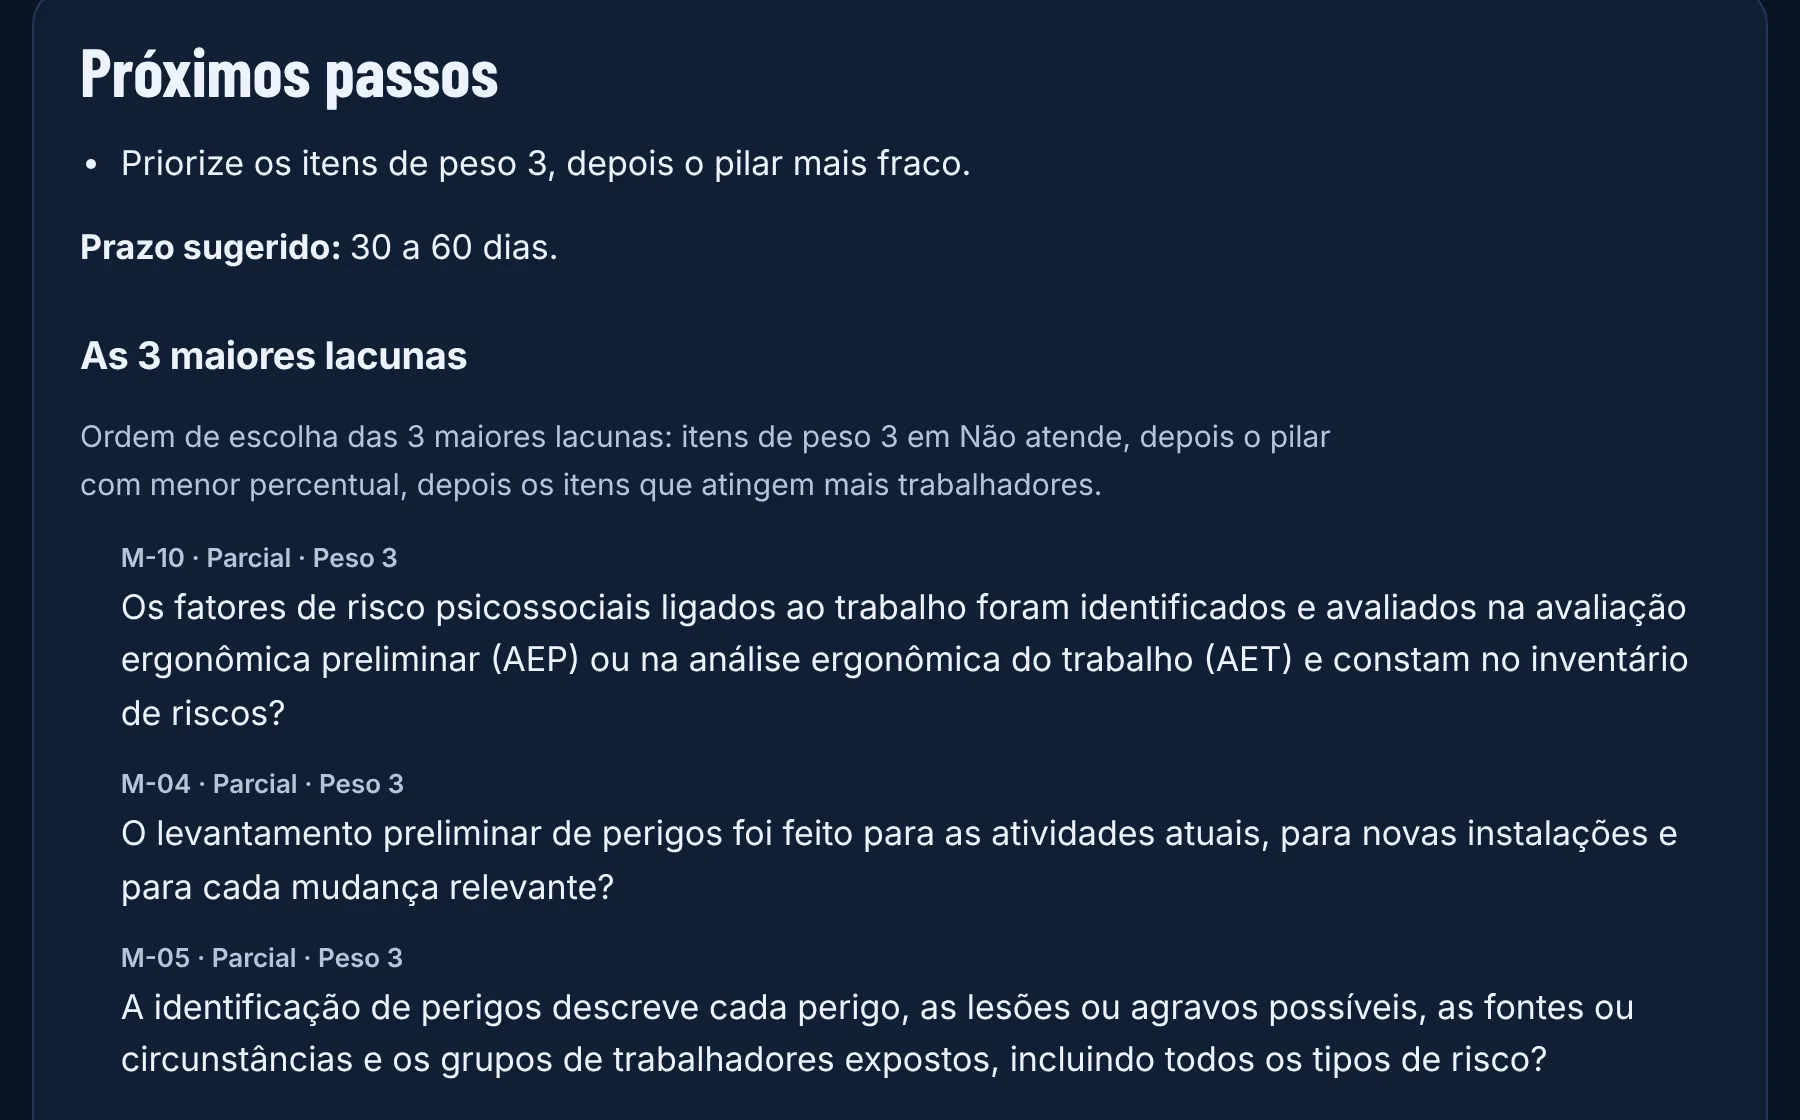 Próximos passos
• Priorize os itens de peso 3, depois o pilar mais fraco.
Prazo sugerido: 30 a 60 dias.
As 3 maiores lacunas
Ordem de escolha das 3 maiores lacunas: itens de peso 3 em Não atende, depois o pilar
com menor percentual, depois os itens que atingem mais trabalhadores.
M-10 · Parcial · Peso 3
Os fatores de risco psicossociais ligados ao trabalho foram identificados e avaliados na avaliação
ergonômica preliminar (AEP) ou na análise ergonômica do trabalho (AET) e constam no inventário
de riscos?
M-04 · Parcial · Peso 3
O levantamento preliminar de perigos foi feito para as atividades atuais, para novas instalações e
para cada mudança relevante?
M-05 · Parcial · Peso 3
A identificação de perigos descreve cada perigo, as lesões ou agravos possíveis, as fontes ou
circunstâncias e os grupos de trabalhadores expostos, incluindo todos os tipos de risco?